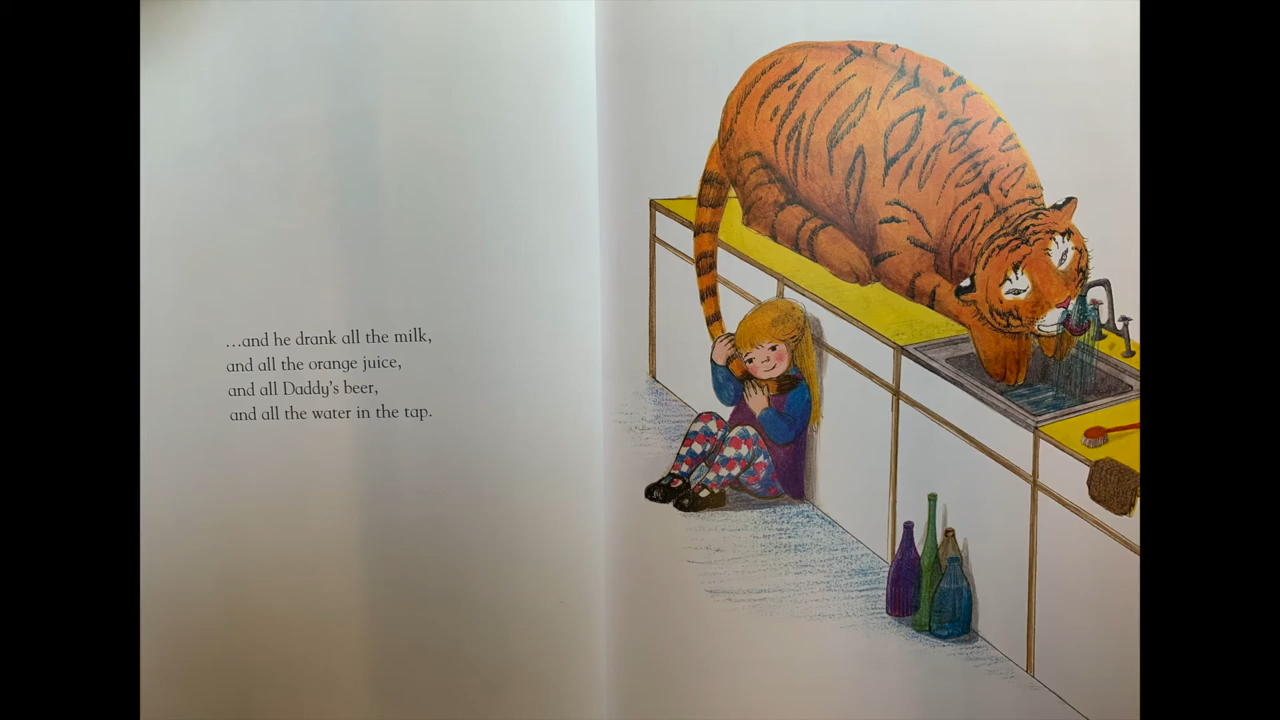 …and he drank all the milk,
and all the orange juice,
and all Daddy's beer,
and all the water in the tap.